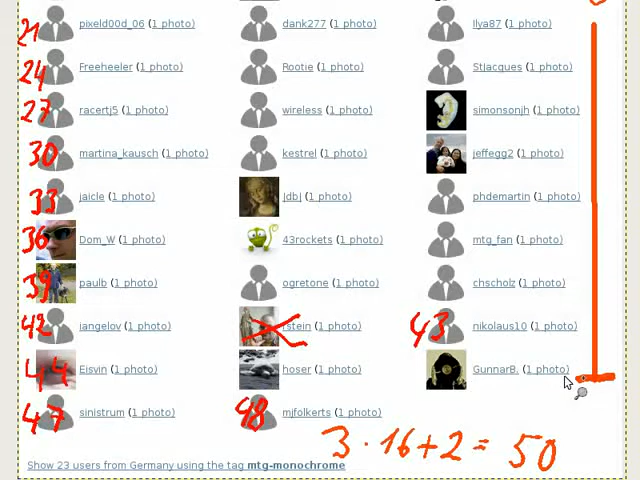 21 pixeld00d_06 (1 photo) dank277 (1 photo) Ilya87 (1 photo)
24 Freeheeler (1 photo) Rootie (1 photo) StJacques (1 photo)
27 racertj5 (1 photo) wireless (1 photo) simonsonjh (1 photo)
30 martina_kausch (1 photo) kestrel (1 photo) jeffegg2 (1 photo)
33 jaicle (1 photo) Jdbj (1 photo) phdemartin (1 photo)
36 Dom_W (1 photo) 43rockets (1 photo) mtg_fan (1 photo)
39 paulb (1 photo) ogretone (1 photo) chscholz (1 photo)
42 iangelov (1 photo) rstein (1 photo) 43 nikolaus10 (1 photo)
44 Eisvin (1 photo) hoser (1 photo) GunnarB. (1 photo)
47 sinistrum (1 photo) 48 mjfolkerts (1 photo)
3 · 16 + 2 = 50
Show 23 users from Germany using the tag mtg-monochrome